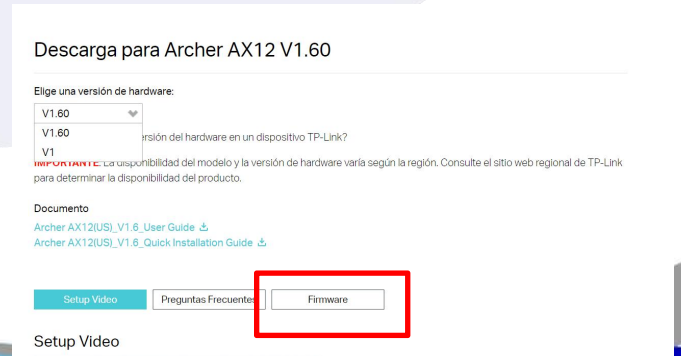 Descarga para Archer AX12 V1.60
Elige una versión de hardware:
V1.60
V1.60
V1
ersión del hardware en un dispositivo TP-Link?
IMPORTANTE: La disponibilidad del modelo y la versión de hardware varía según la región. Consulte el sitio web regional de TP-Link
para determinar la disponibilidad del producto.
Documento
Archer AX12(US)_V1.6_User Guide
Archer AX12(US)_V1.6_Quick Installation Guide
Setup Video Preguntas Frecuentes Firmware
Setup Video